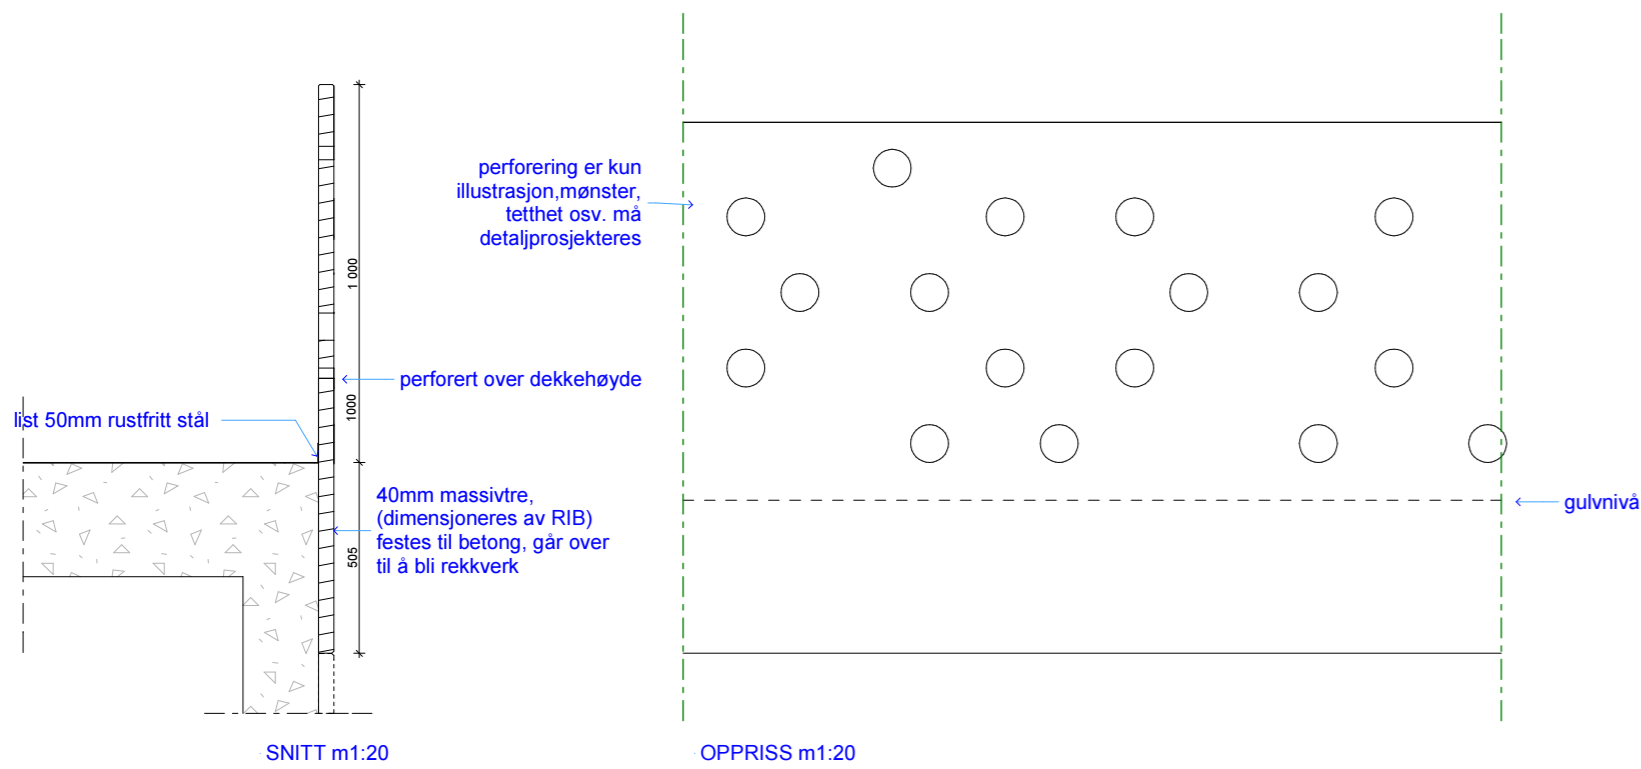 perforering er kun
illustrasjon,mønster,
tetthet osv. må
detaljprosjekteres
1 000
perforert over dekkehøyde
1000
list 50mm rustfritt stål
40mm massivtre,
(dimensjoneres av RIB)
festes til betong, går over
til å bli rekkverk
505
gulvnivå
SNITT m1:20
OPPRISS m1:20